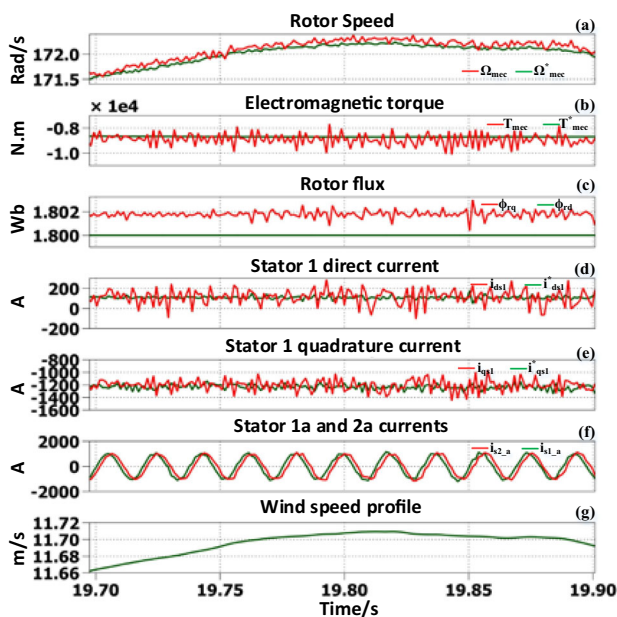 Rotor Speed
(a)
Rad/s
172.0
171.5
Ωmec Ω*mec
× 1e4
Electromagnetic torque
(b)
N.m
-0.8
-1.0
Tmec T*mec
Rotor flux
(c)
Wb
1.802
1.800
ϕrq ϕrd
Stator 1 direct current
(d)
A
200
0
-200
ids1 i*ds1
Stator 1 quadrature current
(e)
A
-800
-1000
-1200
-1400
-1600
iqs1 i*qs1
Stator 1a and 2a currents
(f)
A
2000
0
-2000
is2_a is1_a
Wind speed profile
(g)
m/s
11.72
11.68
11.66
19.70 19.75 19.80 19.85 19.90
Time/s